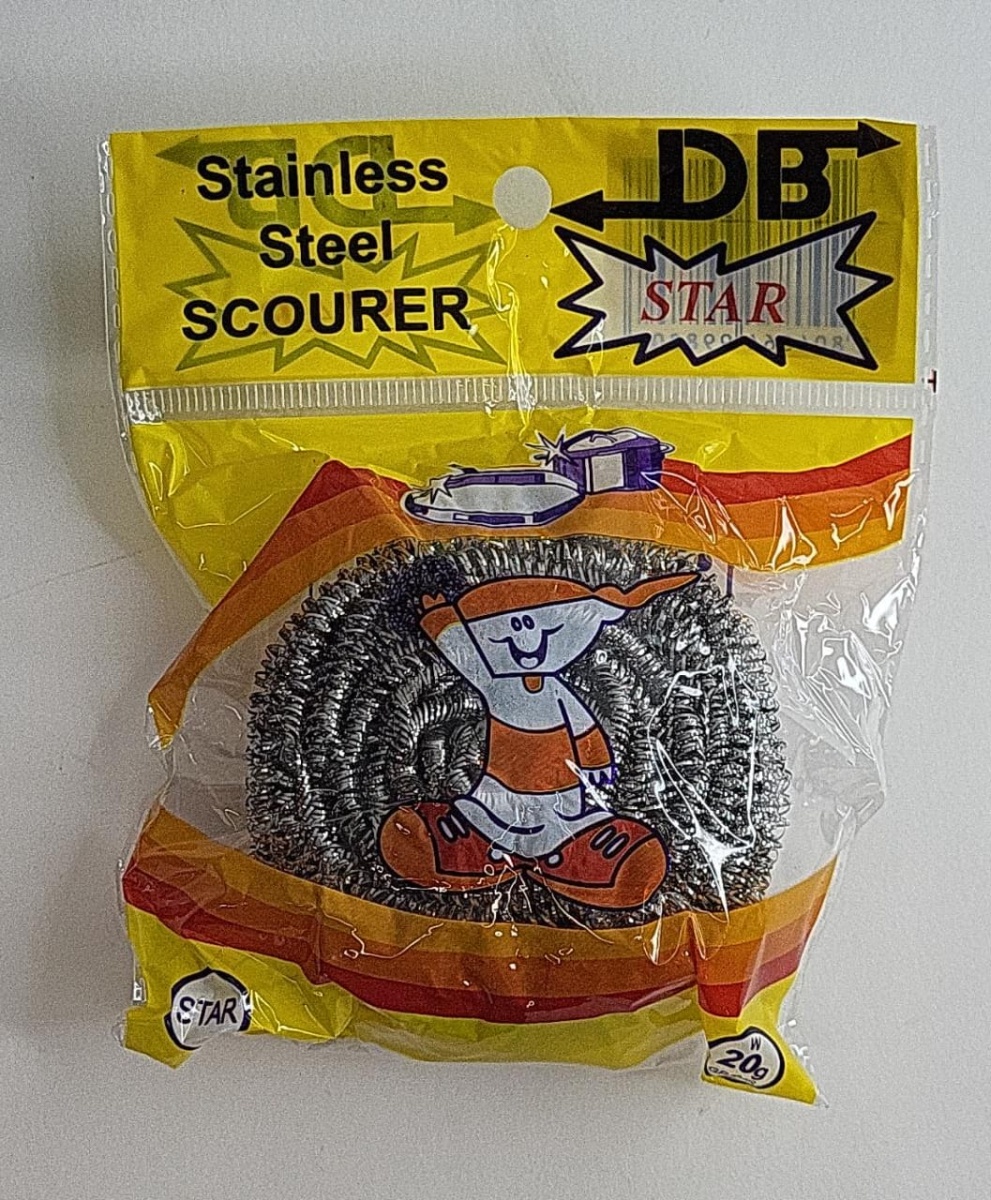 Stainless
Steel
SCOURER
DB
STAR
STAR
W
20g